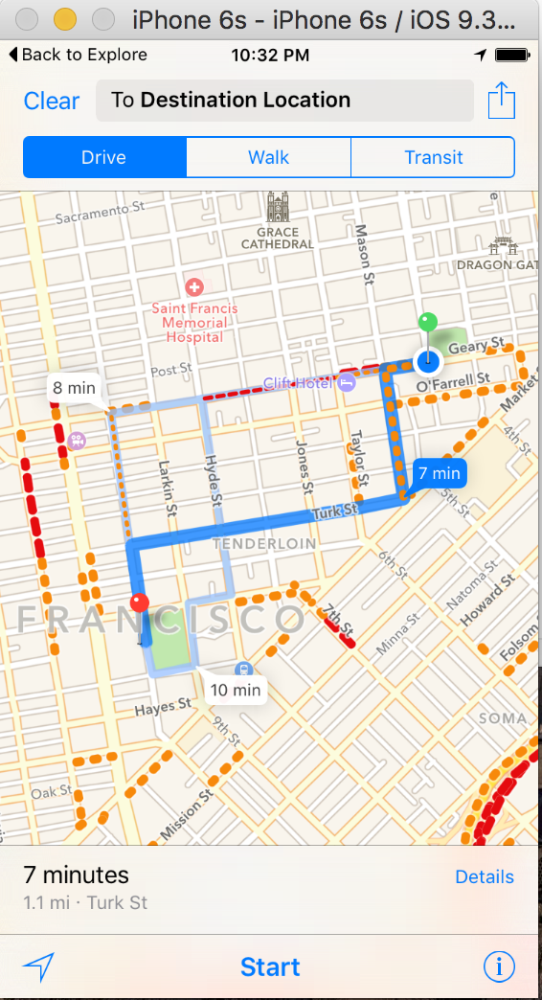 iPhone 6s - iPhone 6s / iOS 9.3...
Back to Explore
10:32 PM
Clear
To Destination Location
Drive
Walk
Transit
Sacramento St
GRACE
CATHEDRAL
Mason St
e
DRAGON GAT
Saint Francis
Memorial
Hospital
Geary St
Post St
Clift Hotel
O'Farrell St
Market
8 min
4th St
Larkin St
Hyde St
Jones St
Taylor St
7 min
5th St
Turk St
TENDERLOIN
6th St
Natoma St
Howard St
FRANCISCO
7th St
Minna St
Folsom
10 min
Hayes St
9th St
SOMA
Oak St
Mission St
7 minutes
Details
1.1 mi · Turk St
Start